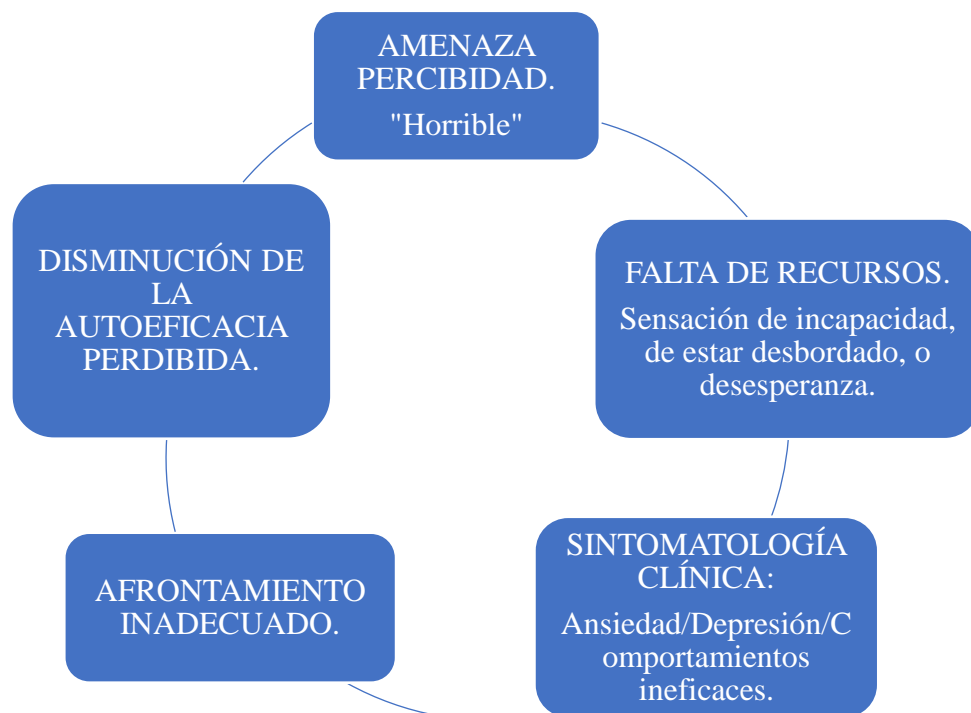 AMENAZA
PERCIBIDAD.
"Horrible"
FALTA DE RECURSOS.
Sensación de incapacidad,
de estar desbordado, o
desesperanza.
SINTOMATOLOGÍA
CLÍNICA:
Ansiedad/Depresión/C
omportamientos
ineficaces.
AFRONTAMIENTO
INADECUADO.
DISMINUCIÓN DE
LA
AUTOEFICACIA
PERDIBIDA.